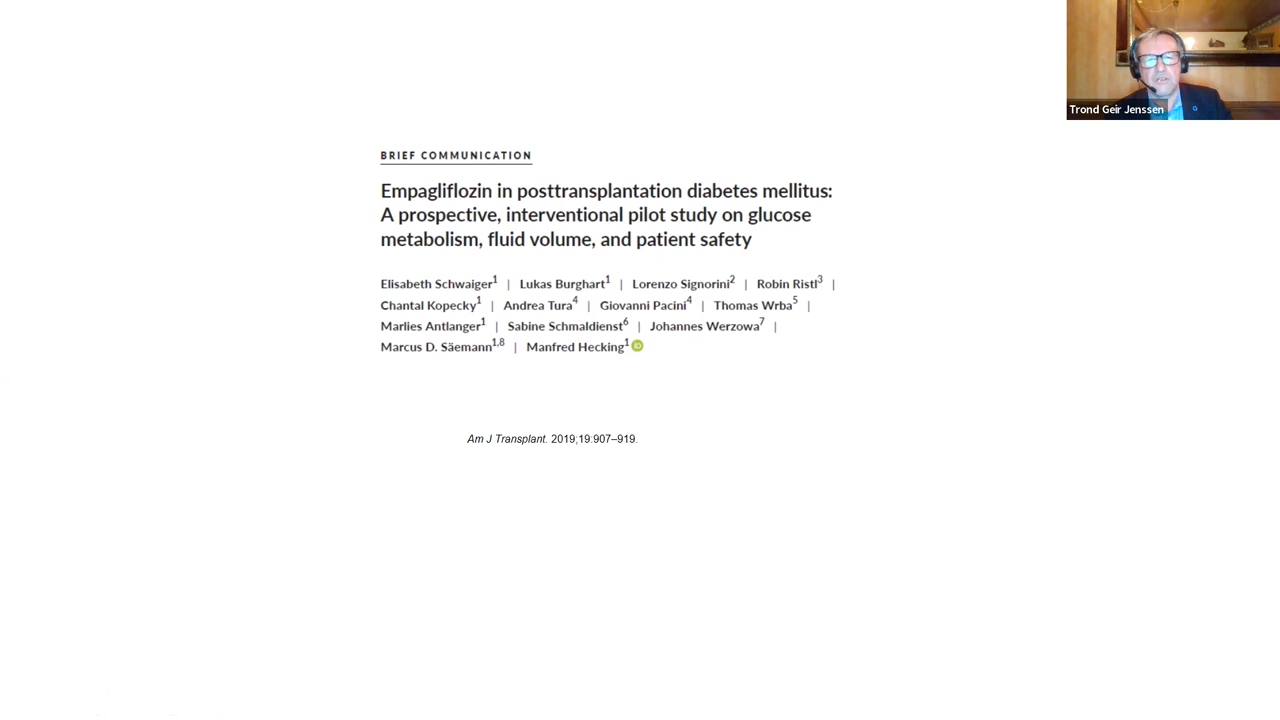 Trond Geir Jenssen
BRIEF COMMUNICATION
Empagliflozin in posttransplantation diabetes mellitus:
A prospective, interventional pilot study on glucose
metabolism, fluid volume, and patient safety
Elisabeth Schwaiger1 | Lukas Burghart1 | Lorenzo Signorini2 | Robin Ristl3 |
Chantal Kopecky1 | Andrea Tura4 | Giovanni Pacini4 | Thomas Wrba5 |
Marlies Antlanger1 | Sabine Schmaldienst6 | Johannes Werzowa7 |
Marcus D. Säemann1,8 | Manfred Hecking1 iD
Am J Transplant. 2019;19:907–919.